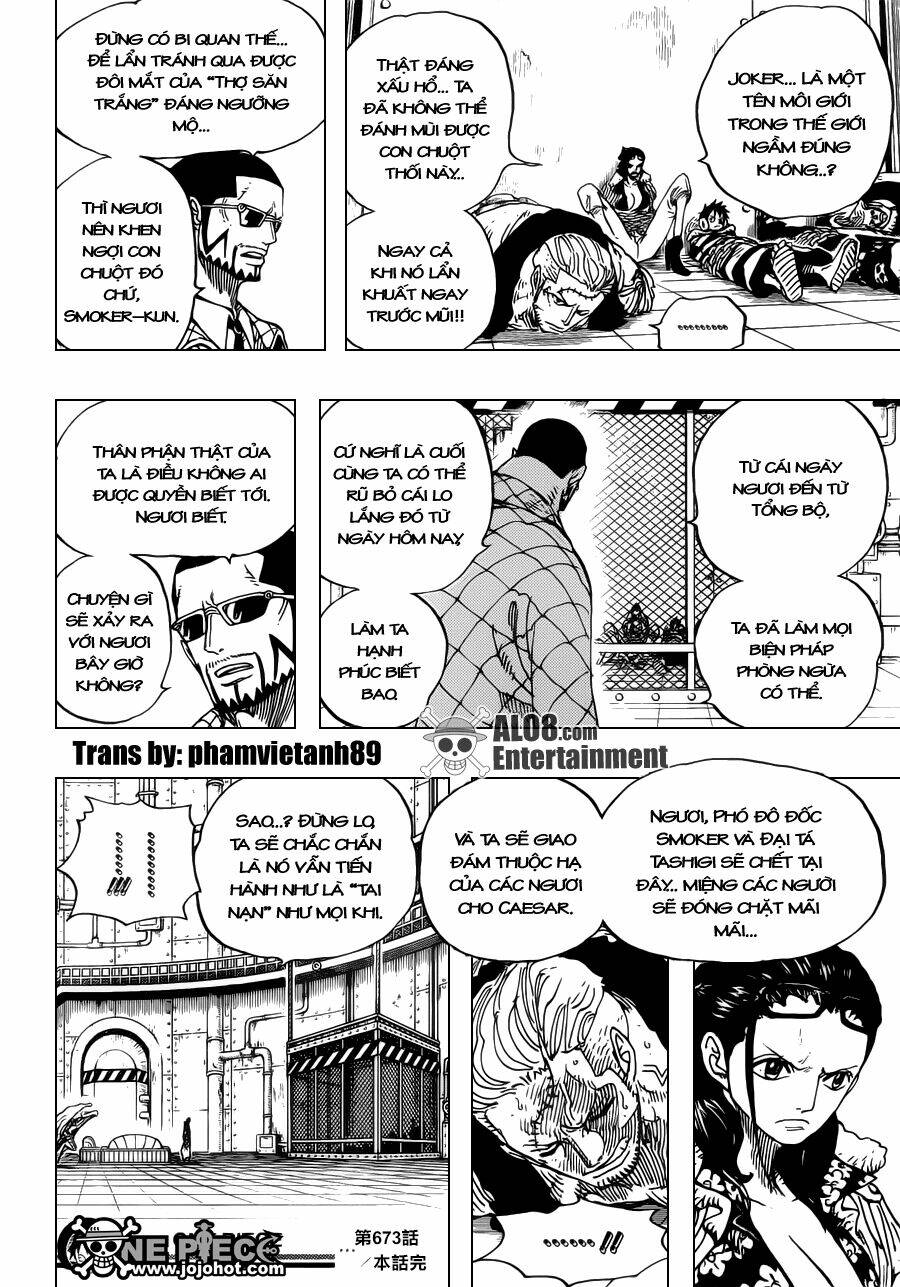 JOKER... LÀ MỘT
TÊN MÔI GIỚI
TRONG THẾ GIỚI
NGẦM ĐÚNG
KHÔNG..?
THẬT ĐÁNG
XẤU HỔ... TA
ĐÃ KHÔNG THỂ
ĐÁNH MŨI ĐƯỢC
CON CHUỘT
THỐI NÀY..
NGAY CẢ
KHI NÓ LẨN
KHUẤT NGAY
TRƯỚC MŨI!!
...........
ĐỪNG CÓ BI QUAN THẾ...
ĐỂ LẨN TRÁNH QUA ĐƯỢC
ĐÔI MẮT CỦA "THỢ SĂN
TRẮNG" ĐÁNG NGƯỠNG
MỘ...
THÌ NGƯƠI
NÊN KHEN
NGỢI CON
CHUỘT ĐÓ
CHỨ,
SMOKER-KUN.
TỪ CÁI NGÀY
NGƯƠI ĐẾN TỪ
TỔNG BỘ,
TA ĐÃ LÀM MỌI
BIỆN PHÁP
PHÒNG NGỪA
CÓ THỂ.
CỨ NGHĨ LÀ CUỐI
CÙNG TA CÓ THỂ
RŨ BỎ CÁI LO
LẮNG ĐÓ TỪ
NGÀY HÔM NAY,
LÀM TA
HẠNH
PHÚC BIẾT
BAO.
THÂN PHẬN THẬT CỦA
TA LÀ ĐIỀU KHÔNG AI
ĐƯỢC QUYỀN BIẾT TỚI.
NGƯƠI BIẾT.
CHUYỆN GÌ
SẼ XẢY RA
VỚI NGƯƠI
BÂY GIỜ
KHÔNG?
Trans by: phamvietanh89
ALO8.com
Entertainment
NGƯƠI, PHÓ ĐÔ ĐỐC
SMOKER VÀ ĐẠI TÁ
TASHIGI SẼ CHẾT TẠI
ĐÂY.. MIỆNG CÁC NGƯỜI
SẼ ĐÓNG CHẶT MÃI
MÃI...
VÀ TA SẼ GIAO
ĐÁM THUỘC HẠ
CỦA CÁC NGƯƠI
CHO CAESAR.
......!!
SAO..? ĐỪNG LO,
TA SẼ CHẮC CHẮN
LÀ NÓ VẪN TIẾN
HÀNH NHƯ LÀ "TAI
NẠN" NHƯ MỌI KHI.
...........!!!
ONE PIECE
www.jojohot.com
...
第673話
/本話完